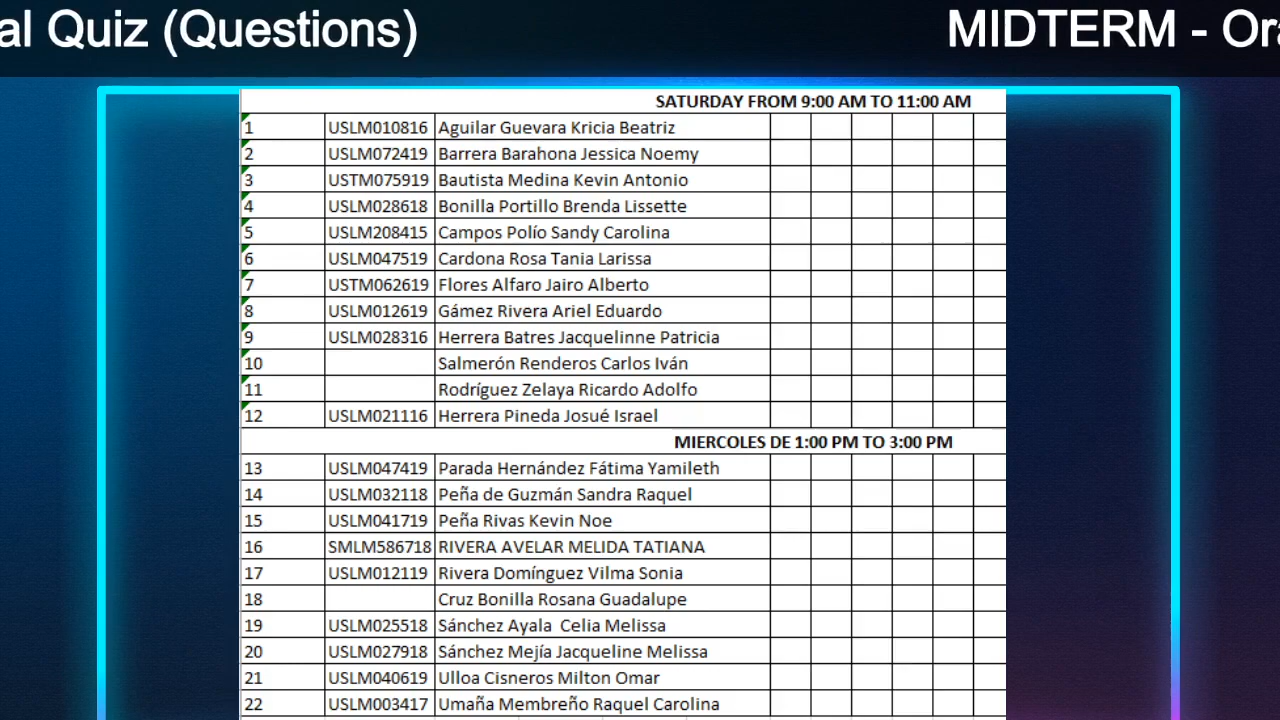 al Quiz (Questions) MIDTERM - Ora
SATURDAY FROM 9:00 AM TO 11:00 AM
1 USLM010816 Aguilar Guevara Kricia Beatriz
2 USLM072419 Barrera Barahona Jessica Noemy
3 USTM075919 Bautista Medina Kevin Antonio
4 USLM028618 Bonilla Portillo Brenda Lissette
5 USLM208415 Campos Polío Sandy Carolina
6 USLM047519 Cardona Rosa Tania Larissa
7 USTM062619 Flores Alfaro Jairo Alberto
8 USLM012619 Gámez Rivera Ariel Eduardo
9 USLM028316 Herrera Batres Jacquelinne Patricia
10 Salmerón Renderos Carlos Iván
11 Rodríguez Zelaya Ricardo Adolfo
12 USLM021116 Herrera Pineda Josué Israel
MIERCOLES DE 1:00 PM TO 3:00 PM
13 USLM047419 Parada Hernández Fátima Yamileth
14 USLM032118 Peña de Guzmán Sandra Raquel
15 USLM041719 Peña Rivas Kevin Noe
16 SMLM586718 RIVERA AVELAR MELIDA TATIANA
17 USLM012119 Rivera Domínguez Vilma Sonia
18 Cruz Bonilla Rosana Guadalupe
19 USLM025518 Sánchez Ayala Celia Melissa
20 USLM027918 Sánchez Mejía Jacqueline Melissa
21 USLM040619 Ulloa Cisneros Milton Omar
22 USLM003417 Umaña Membreño Raquel Carolina